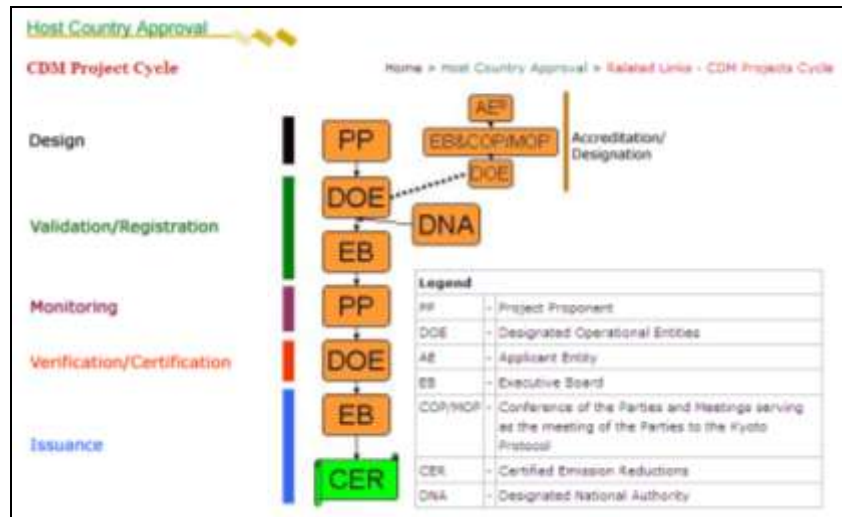 Host Country Approval
CDM Project Cycle
Home » Host Country Approval » Related Links - CDM Projects Cycle
Design
PP
AE
EB&COP/MOP
DOE
Accreditation/
Designation
Validation/Registration
DOE
DNA
EB
Monitoring
PP
Verification/Certification
DOE
Issuance
EB
CER
Legend
PP - Project Proponent
DOE - Designated Operational Entities
AE - Applicant Entity
EB - Executive Board
COP/MOP - Conference of the Parties and Meetings serving
as the meeting of the Parties to the Kyoto
Protocol
CER - Certified Emission Reductions
DNA - Designated National Authority